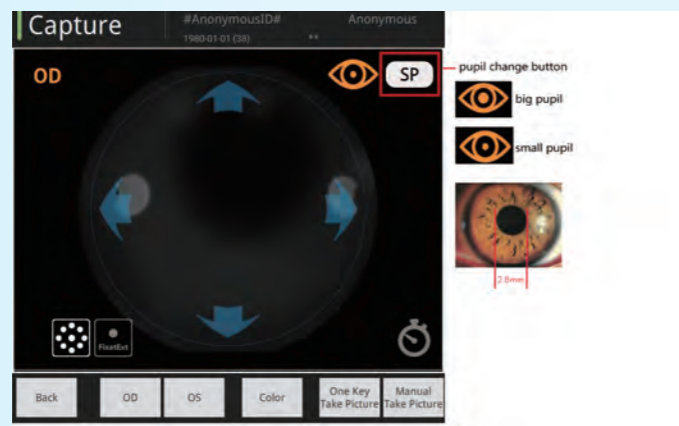 Capture
#AnonymousID#
Anonymous
1980-01-01 (38)
**
OD
SP
pupil change button
big pupil
small pupil
2.8mm
FixatExt
Back
OD
OS
Color
One Key
Take Picture
Manual
Take Picture